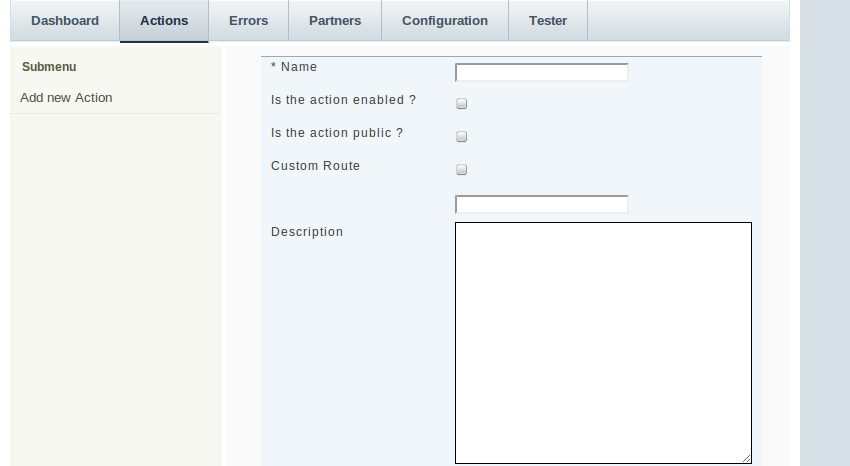 Dashboard Actions Errors Partners Configuration Tester
Submenu
Add new Action
* Name
Is the action enabled ?
Is the action public ?
Custom Route
Description